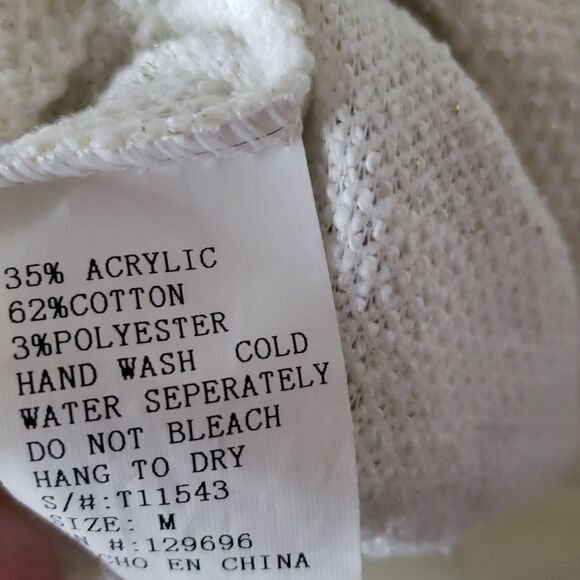 35% ACRYLIC
62%COTTON
3%POLYESTER
HAND WASH COLD
WATER SEPERATELY
DO NOT BLEACH
HANG TO DRY
S/#:T11543
SIZE: M
#:129696
CHO EN CHINA